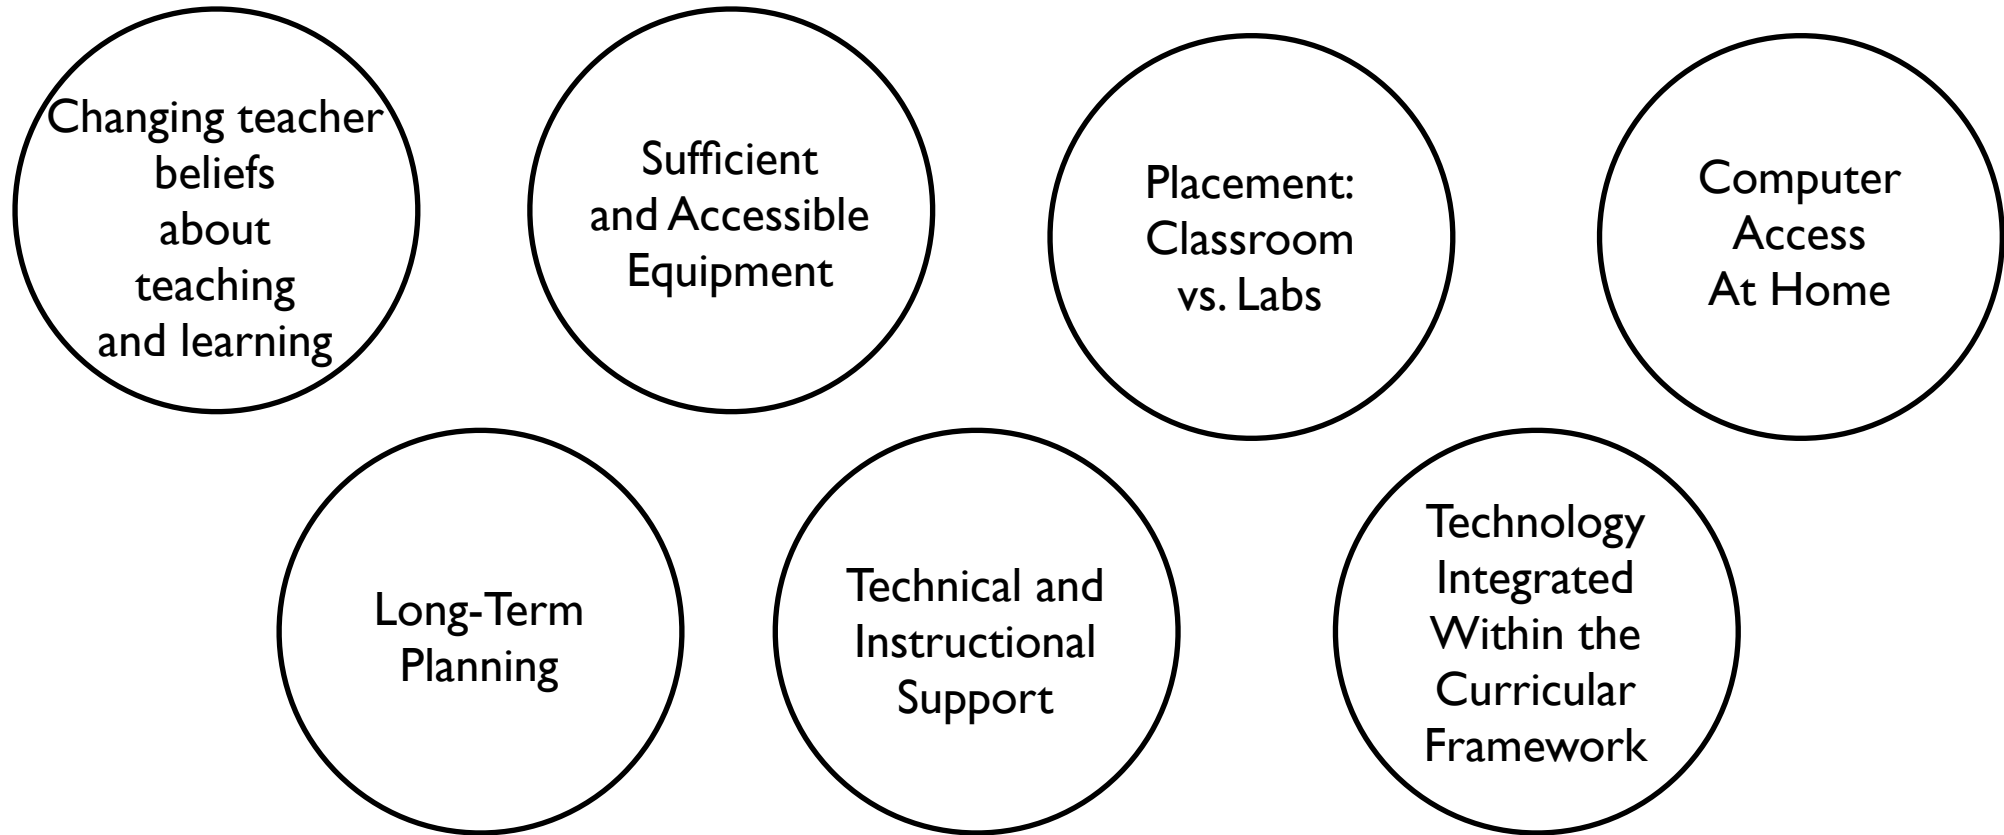 Changing teacher
beliefs
about
teaching
and learning
Sufficient
and Accessible
Equipment
Placement:
Classroom
vs. Labs
Computer
Access
At Home
Long-Term
Planning
Technical and
Instructional
Support
Technology
Integrated
Within the
Curricular
Framework